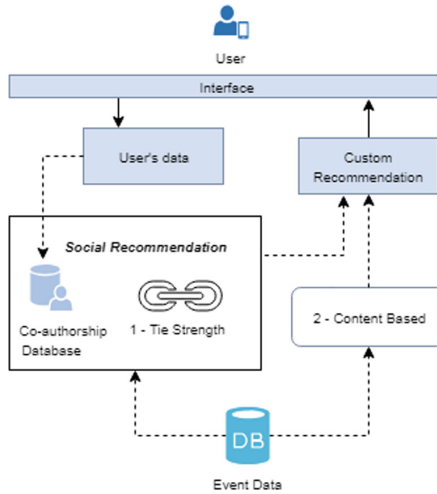 User
Interface
User's data
Custom
Recommendation
Social Recommendation
Co-authorship
Database
1 - Tie Strength
2 - Content Based
DB
Event Data